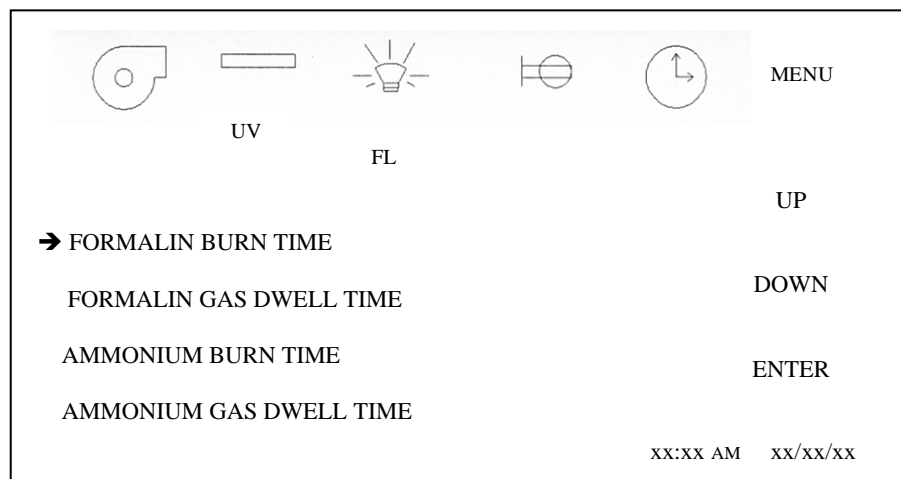 MENU
UV
FL
UP
➔ FORMALIN BURN TIME
FORMALIN GAS DWELL TIME
DOWN
AMMONIUM BURN TIME
ENTER
AMMONIUM GAS DWELL TIME
xx:xx AM xx/xx/xx